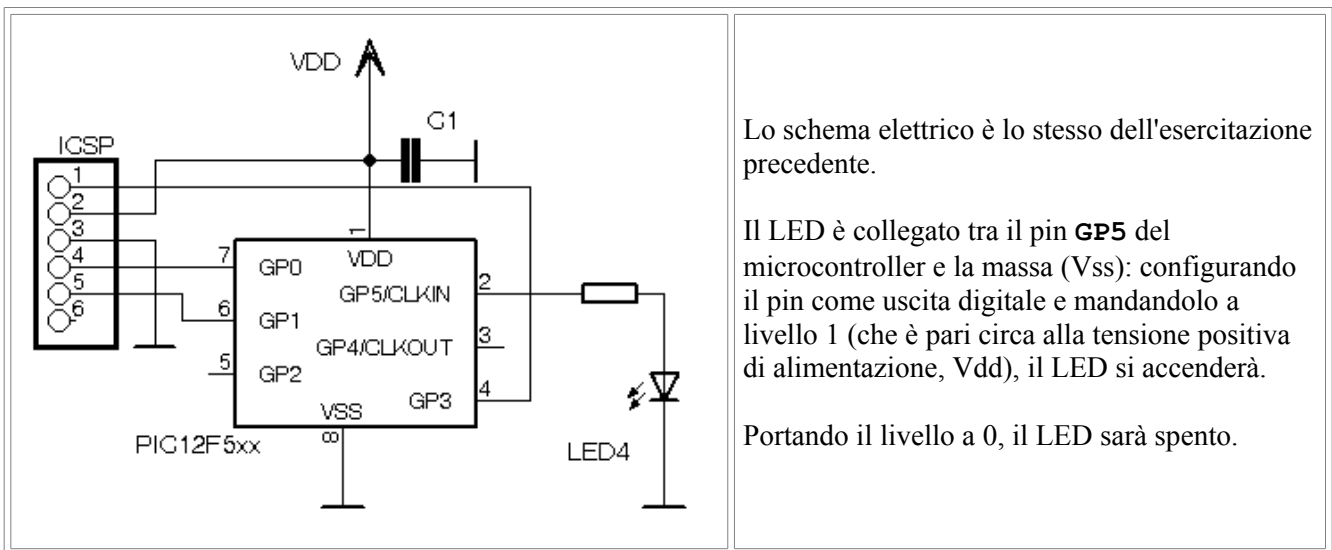 VDD
C1
ICSP
1
2
3
4
5
6
1
7
GP0
VDD
GP5/CLKIN
2
6
GP1
GP4/CLKOUT
3
5
GP2
GP3
4
VSS
8
PIC12F5xx
LED4
Lo schema elettrico è lo stesso dell'esercitazione
precedente.
Il LED è collegato tra il pin GP5 del
microcontroller e la massa (Vss): configurando
il pin come uscita digitale e mandandolo a
livello 1 (che è pari circa alla tensione positiva
di alimentazione, Vdd), il LED si accenderà.
Portando il livello a 0, il LED sarà spento.